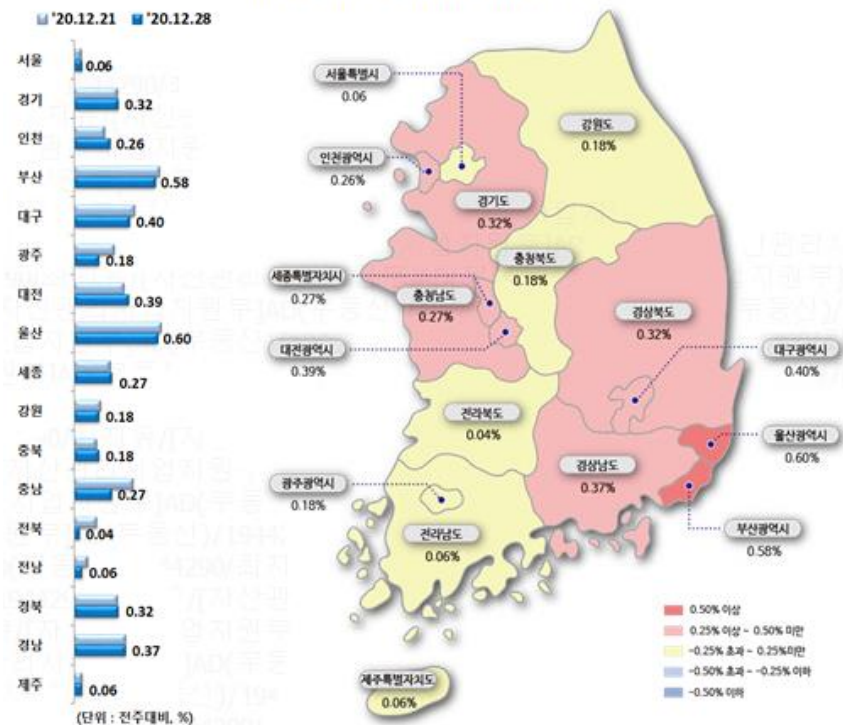 '20.12.21 '20.12.28
서울 0.06
경기 0.32
인천 0.26
부산 0.58
대구 0.40
광주 0.18
대전 0.39
울산 0.60
세종 0.27
강원 0.18
충북 0.18
충남 0.27
전북 0.04
전남 0.06
경북 0.32
경남 0.37
제주 0.06
(단위 : 전주대비, %)
서울특별시
0.06
강원도
0.18%
인천광역시
0.26%
경기도
0.32%
충청북도
0.18%
세종특별자치시
0.27%
충청남도
0.27%
경상북도
0.32%
대전광역시
0.39%
대구광역시
0.40%
전라북도
0.04%
울산광역시
0.60%
경상남도
0.37%
광주광역시
0.18%
전라남도
0.06%
부산광역시
0.58%
제주특별자치도
0.06%
0.50% 이상
0.25% 이상 ~ 0.50% 미만
-0.25% 초과 ~ 0.25%미만
-0.50% 초과 ~ -0.25% 이하
-0.50% 이하